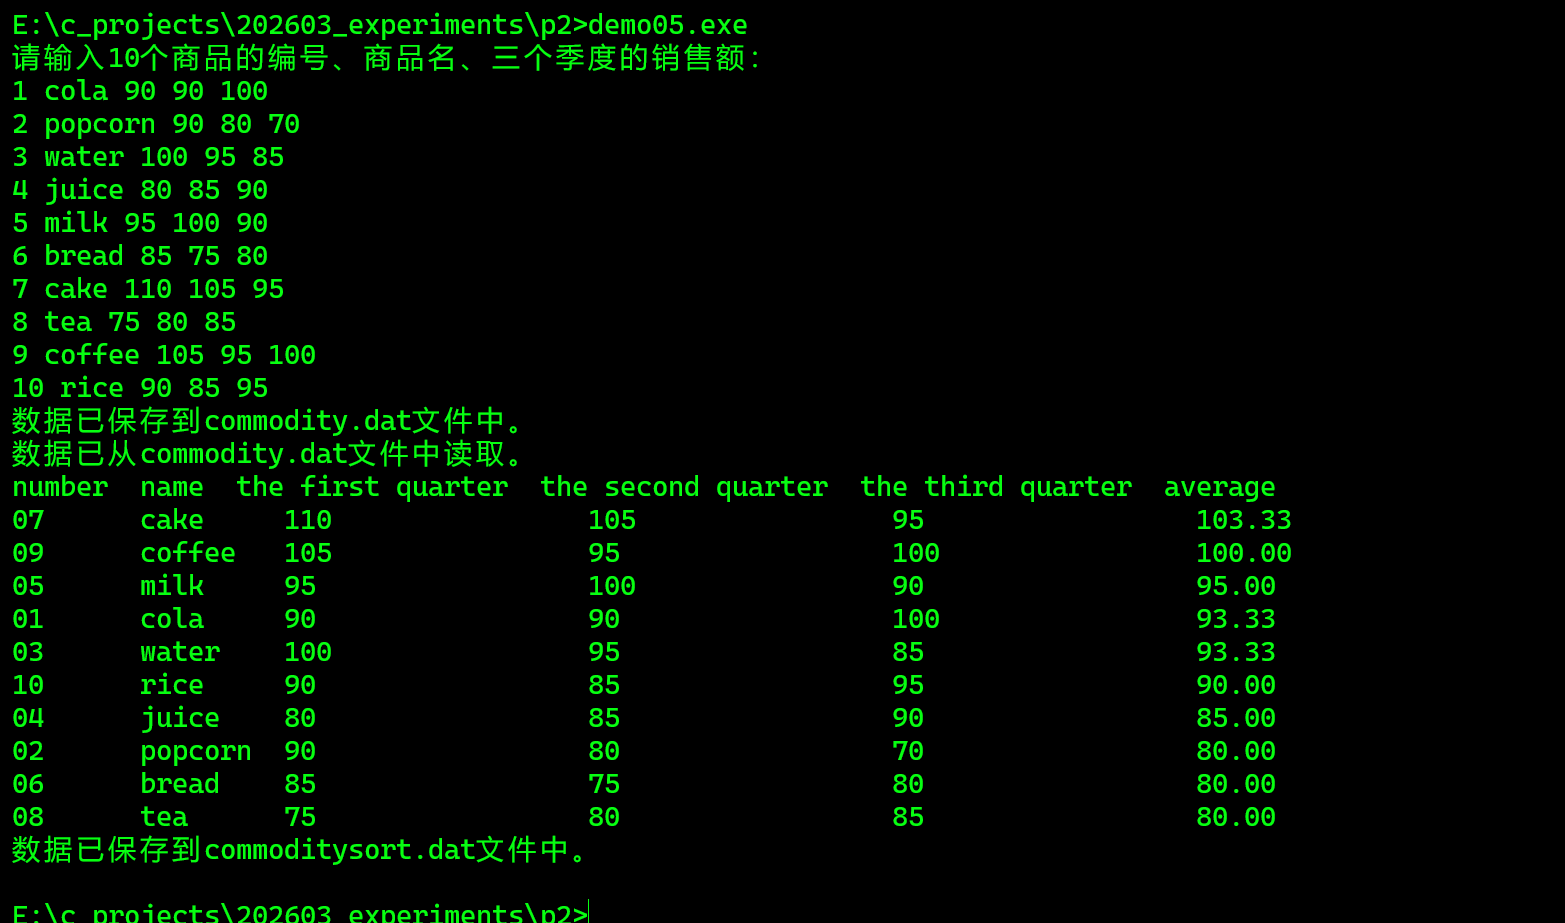 E:\c_projects\202603_experiments\p2>demo05.exe
请输入10个商品的编号、商品名、三个季度的销售额：
1 cola 90 90 100
2 popcorn 90 80 70
3 water 100 95 85
4 juice 80 85 90
5 milk 95 100 90
6 bread 85 75 80
7 cake 110 105 95
8 tea 75 80 85
9 coffee 105 95 100
10 rice 90 85 95
数据已保存到commodity.dat文件中。
数据已从commodity.dat文件中读取。
number  name  the first quarter  the second quarter  the third quarter  average
07      cake     110                105                95                 103.33
09      coffee   105                95                 100                100.00
05      milk     95                 100                90                 95.00
01      cola     90                 90                 100                93.33
03      water    100                95                 85                 93.33
10      rice     90                 85                 95                 90.00
04      juice    80                 85                 90                 85.00
02      popcorn  90                 80                 70                 80.00
06      bread    85                 75                 80                 80.00
08      tea      75                 80                 85                 80.00
数据已保存到commoditysort.dat文件中。
E:\c_projects\202603_experiments\p2>